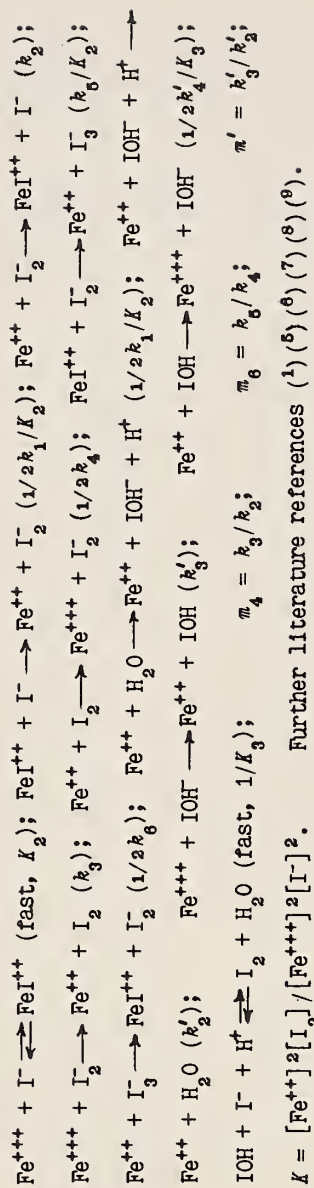 Fe⁺⁺⁺ + I⁻ ⇌ FeI⁺⁺ (fast, K₂); FeI⁺⁺ + I⁻ ⟶ Fe⁺⁺ + I₂⁻ (1/2k₁/K₂); Fe⁺⁺ + I₂⁻ ⟶ FeI⁺⁺ + I⁻ (k₂);
Fe⁺⁺⁺ + I₂⁻ ⟶ Fe⁺⁺ + I₂ (k₃); Fe⁺⁺ + I₂ ⟶ Fe⁺⁺⁺ + I₂⁻ (1/2k₄); FeI⁺⁺ + I₂⁻ ⟶ Fe⁺⁺ + I₃⁻ (k₅/K₂);
Fe⁺⁺ + I₃⁻ ⟶ FeI⁺⁺ + I₂⁻ (1/2k₆); Fe⁺⁺ + H₂O ⟶ Fe⁺⁺ + IOH⁻ + H⁺ (1/2k₁/K₂); Fe⁺⁺ + IOH⁻ + H⁺ ⟶
Fe⁺⁺ + H₂O (k₂′); Fe⁺⁺⁺ + IOH⁻ ⟶ Fe⁺⁺ + IOH (k₃′); Fe⁺⁺ + IOH ⟶ Fe⁺⁺⁺ + IOH⁻ (1/2k₄′/K₃);
IOH + I⁻ + H⁺ ⇌ I₂ + H₂O (fast, 1/K₃); m₄ = k₃/k₂; m₆ = k₅/k₄; m′ = k₃′/k₂′;
K = [Fe⁺⁺]²[I₂]/[Fe⁺⁺⁺]²[I⁻]². Further literature references (¹)(⁵)(⁶)(⁷)(⁸)(⁹).